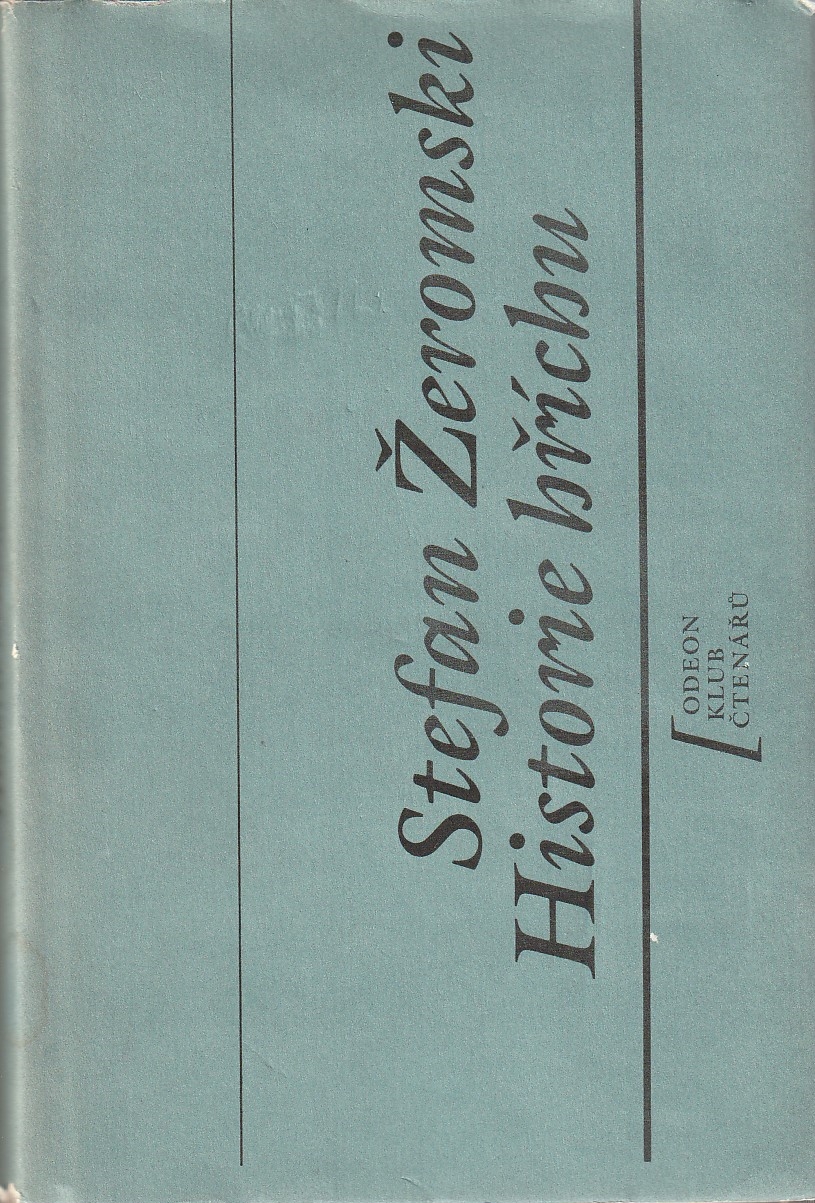 Stefan Žeromski
Historie hříchu
ODEON
KLUB
ČTENÁŘŮ